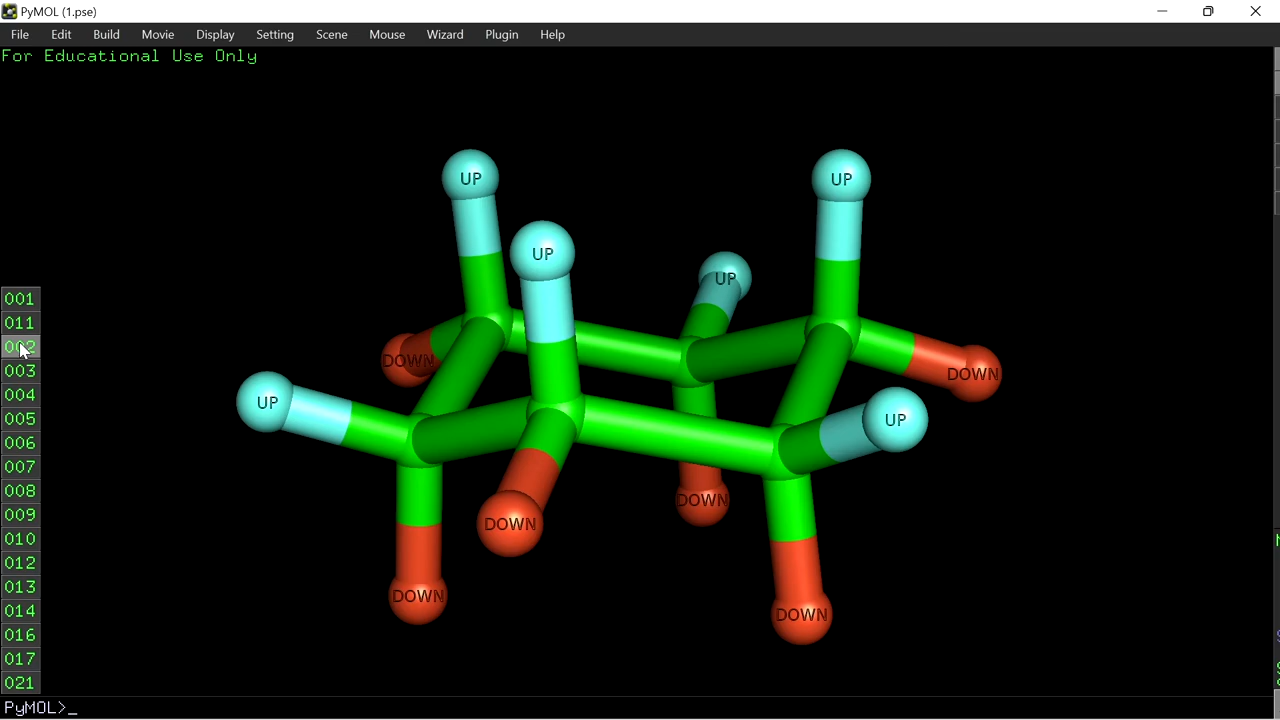 PyMOL (1.pse)
File Edit Build Movie Display Setting Scene Mouse Wizard Plugin Help
For Educational Use Only
UP
UP
UP
UP
DOWN
DOWN
UP
UP
DOWN
DOWN
DOWN
DOWN
001
011
002
003
004
005
006
007
008
009
010
012
013
014
016
017
021
PyMOL>_